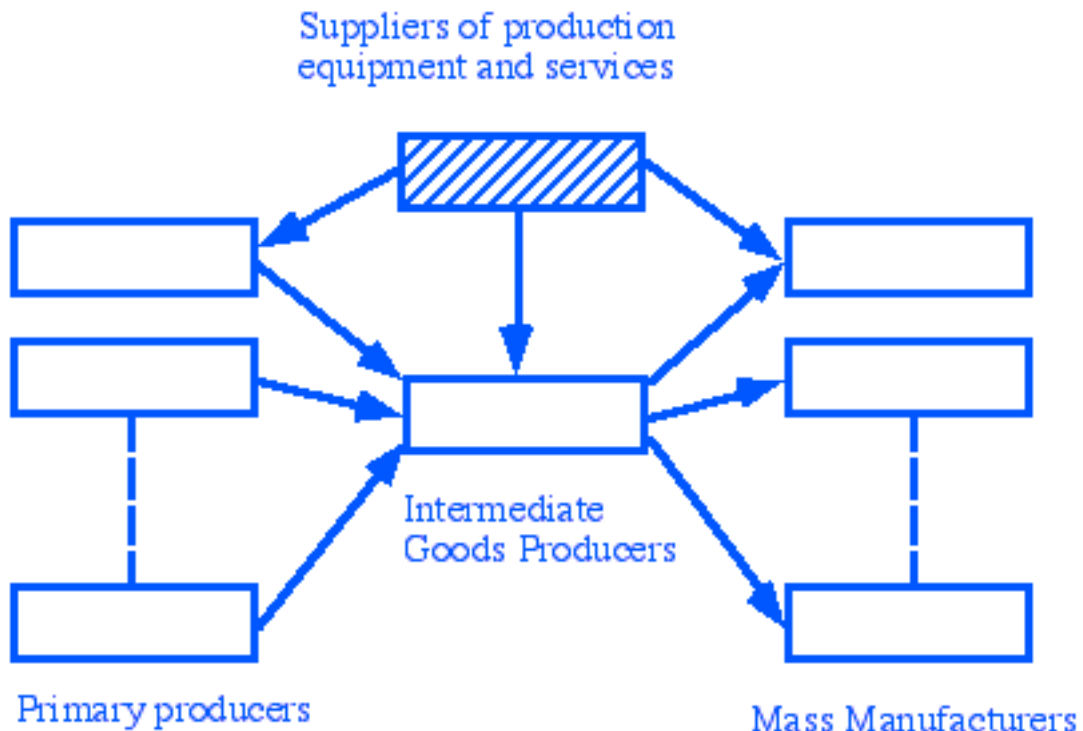 Suppliers of production
equipment and services
Intermediate
Goods Producers
Primary producers
Mass Manufacturers